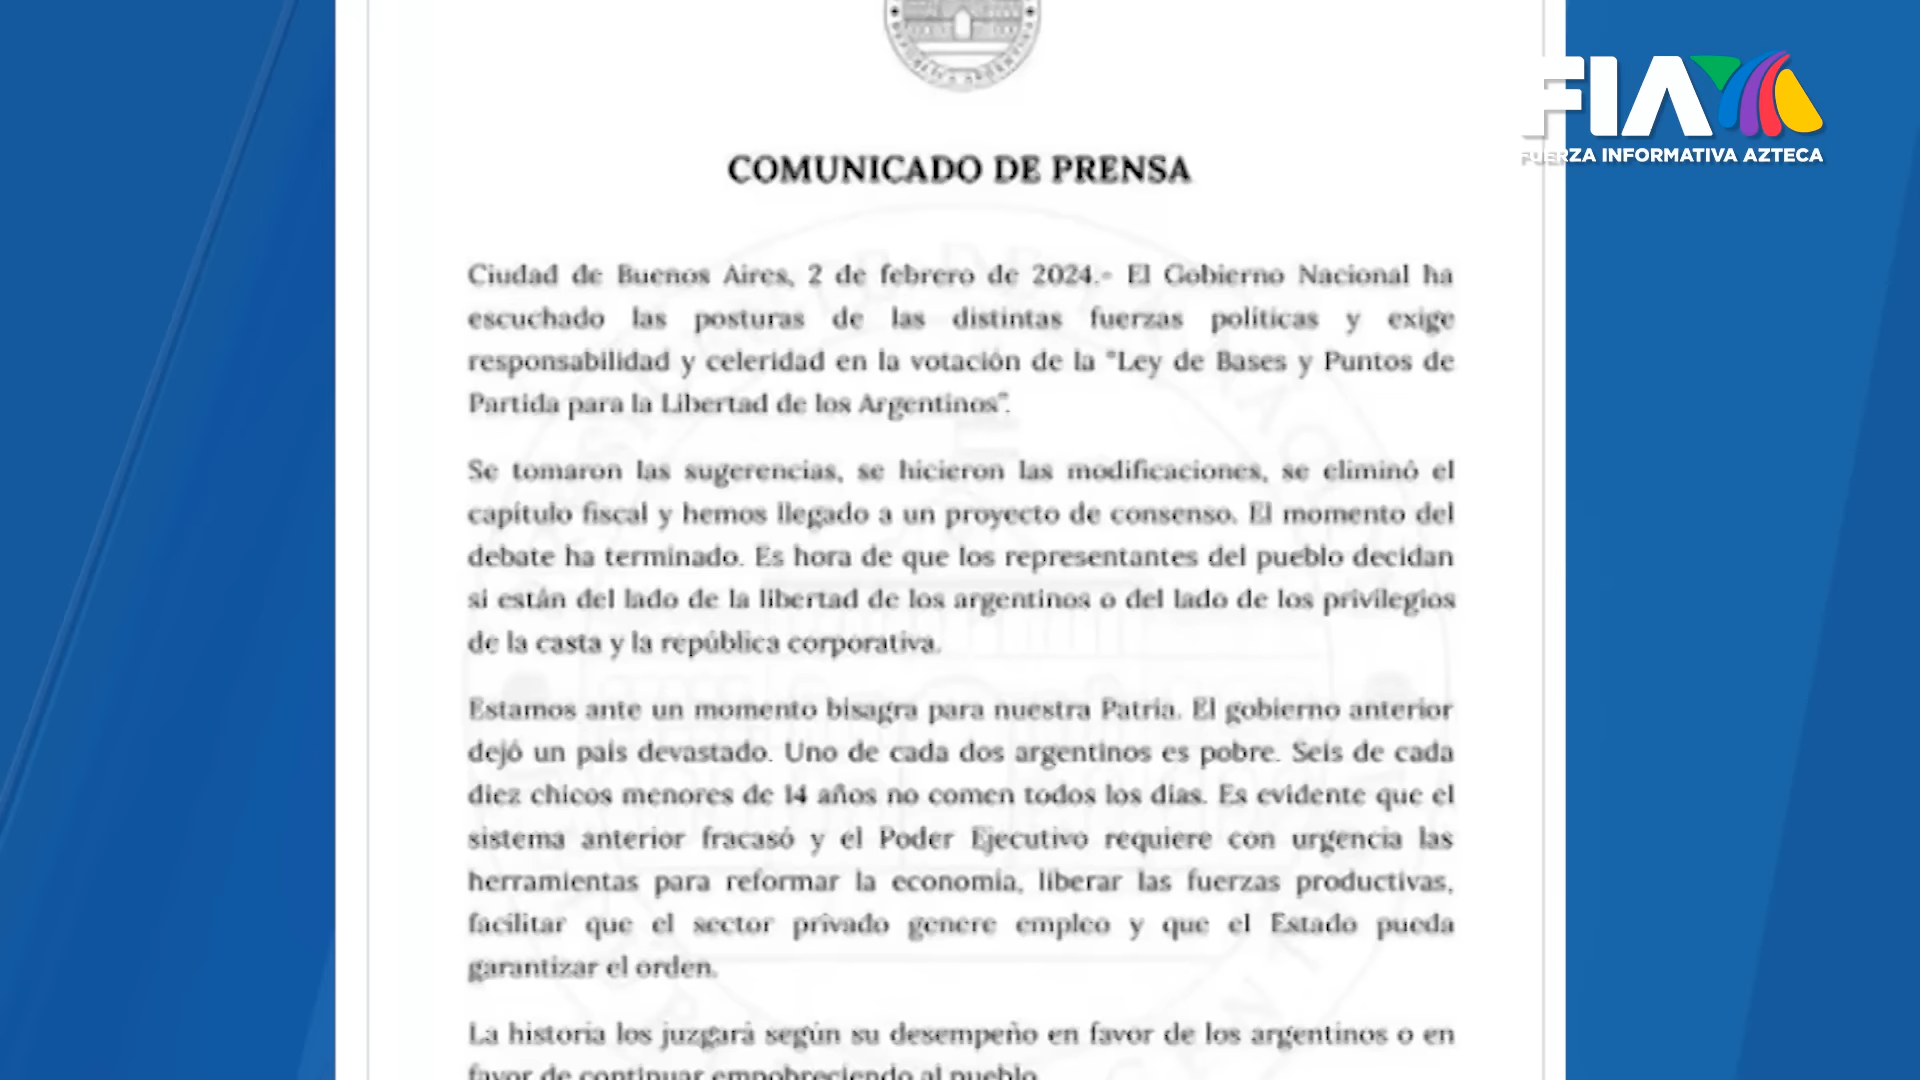 REPÚBLICA ARGENTINA
FIA
FUERZA INFORMATIVA AZTECA
COMUNICADO DE PRENSA
Ciudad de Buenos Aires, 2 de febrero de 2024.- El Gobierno Nacional ha
escuchado las posturas de las distintas fuerzas políticas y exige
responsabilidad y celeridad en la votación de la "Ley de Bases y Puntos de
Partida para la Libertad de los Argentinos".
Se tomaron las sugerencias, se hicieron las modificaciones, se eliminó el
capítulo fiscal y hemos llegado a un proyecto de consenso. El momento del
debate ha terminado. Es hora de que los representantes del pueblo decidan
si están del lado de la libertad de los argentinos o del lado de los privilegios
de la casta y la república corporativa.
Estamos ante un momento bisagra para nuestra Patria. El gobierno anterior
dejó un país devastado. Uno de cada dos argentinos es pobre. Seis de cada
diez chicos menores de 14 años no comen todos los días. Es evidente que el
sistema anterior fracasó y el Poder Ejecutivo requiere con urgencia las
herramientas para reformar la economía, liberar las fuerzas productivas,
facilitar que el sector privado genere empleo y que el Estado pueda
garantizar el orden.
La historia los juzgará según su desempeño en favor de los argentinos o en
favor de continuar empobreciendo al pueblo.